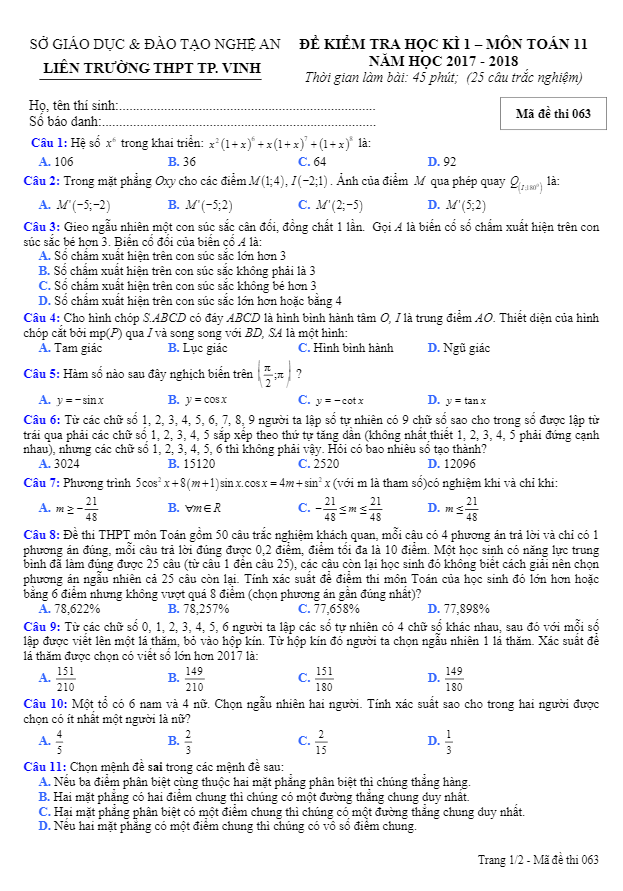 SỞ GIÁO DỤC & ĐÀO TẠO NGHỆ AN
LIÊN TRƯỜNG THPT TP. VINH
ĐỀ KIỂM TRA HỌC KÌ 1 – MÔN TOÁN 11
NĂM HỌC 2017 - 2018
Thời gian làm bài: 45 phút; (25 câu trắc nghiệm)
Họ, tên thí sinh:..........................................................................
Số báo danh:...............................................................................
Mã đề thi 063
Câu 1: Hệ số x^6 trong khai triển: x^2(1+x)^6 + x(1+x)^7 + (1+x)^8 là:
A. 106 B. 36 C. 64 D. 92
Câu 2: Trong mặt phẳng Oxy cho các điểm M(1;4), I(−2;1). Ảnh của điểm M qua phép quay Q_(I;180°) là:
A. M'(−5;−2) B. M'(−5;2) C. M'(2;−5) D. M'(5;2)
Câu 3: Gieo ngẫu nhiên một con súc sắc cân đối, đồng chất 1 lần. Gọi A là biến cố số chấm xuất hiện trên con
súc sắc bé hơn 3. Biến cố đối của biến cố A là:
A. Số chấm xuất hiện trên con súc sắc lớn hơn 3
B. Số chấm xuất hiện trên con súc sắc không phải là 3
C. Số chấm xuất hiện trên con súc sắc không bé hơn 3
D. Số chấm xuất hiện trên con súc sắc lớn hơn hoặc bằng 4
Câu 4: Cho hình chóp S.ABCD có đáy ABCD là hình bình hành tâm O, I là trung điểm AO. Thiết diện của hình
chóp cắt bởi mp(P) qua I và song song với BD, SA là một hình:
A. Tam giác B. Lục giác C. Hình bình hành D. Ngũ giác
Câu 5: Hàm số nào sau đây nghịch biến trên (π/2;π) ?
A. y = −sin x B. y = cos x C. y = −cot x D. y = tan x
Câu 6: Từ các chữ số 1, 2, 3, 4, 5, 6, 7, 8, 9 người ta lập số tự nhiên có 9 chữ số sao cho trong số được lập từ
trái qua phải các chữ số 1, 2, 3, 4, 5 sắp xếp theo thứ tự tăng dần (không nhất thiết 1, 2, 3, 4, 5 phải đứng cạnh
nhau), nhưng các chữ số 1, 2, 3, 4, 5, 6 thì không phải vậy. Hỏi có bao nhiêu số tạo thành?
A. 3024 B. 15120 C. 2520 D. 12096
Câu 7: Phương trình 5cos^2 x + 8(m+1)sin x.cos x = 4m + sin^2 x (với m là tham số)có nghiệm khi và chỉ khi:
A. m ≥ −21/48 B. ∀m∈R C. −21/48 ≤ m ≤ 21/48 D. m ≤ 21/48
Câu 8: Đề thi THPT môn Toán gồm 50 câu trắc nghiệm khách quan, mỗi câu có 4 phương án trả lời và chỉ có 1
phương án đúng, mỗi câu trả lời đúng được 0,2 điểm, điểm tối đa là 10 điểm. Một học sinh có năng lực trung
bình đã làm đúng được 25 câu (từ câu 1 đến câu 25), các câu còn lại học sinh đó không biết cách giải nên chọn
phương án ngẫu nhiên cả 25 câu còn lại. Tính xác suất để điểm thi môn Toán của học sinh đó lớn hơn hoặc
bằng 6 điểm nhưng không vượt quá 8 điểm (chọn phương án gần đúng nhất)?
A. 78,622% B. 78,257% C. 77,658% D. 77,898%
Câu 9: Từ các chữ số 0, 1, 2, 3, 4, 5, 6 người ta lập các số tự nhiên có 4 chữ số khác nhau, sau đó với mỗi số
lập được viết lên một lá thăm, bỏ vào hộp kín. Từ hộp kín đó người ta chọn ngẫu nhiên 1 lá thăm. Xác suất để
lá thăm được chọn có viết số lớn hơn 2017 là:
A. 151/210 B. 149/210 C. 151/180 D. 149/180
Câu 10: Một tổ có 6 nam và 4 nữ. Chọn ngẫu nhiên hai người. Tính xác suất sao cho trong hai người được
chọn có ít nhất một người là nữ?
A. 4/5 B. 2/3 C. 2/15 D. 1/3
Câu 11: Chọn mệnh đề sai trong các mệnh đề sau:
A. Nếu ba điểm phân biệt cùng thuộc hai mặt phẳng phân biệt thì chúng thẳng hàng.
B. Hai mặt phẳng có hai điểm chung thì chúng có một đường thẳng chung duy nhất.
C. Hai mặt phẳng phân biệt có một điểm chung thì chúng có một đường thẳng chung duy nhất.
D. Nếu hai mặt phẳng có một điểm chung thì chúng có vô số điểm chung.
Trang 1/2 - Mã đề thi 063